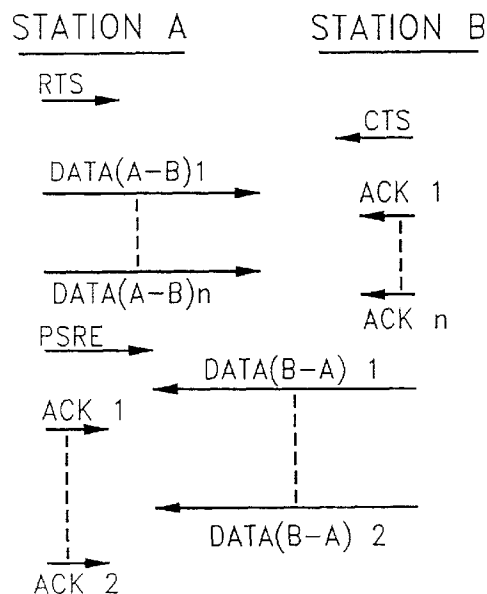 STATION A
STATION B
RTS
CTS
DATA(A-B)1
ACK 1
DATA(A-B)n
ACK n
PSRE
DATA(B-A) 1
ACK 1
DATA(B-A) 2
ACK 2